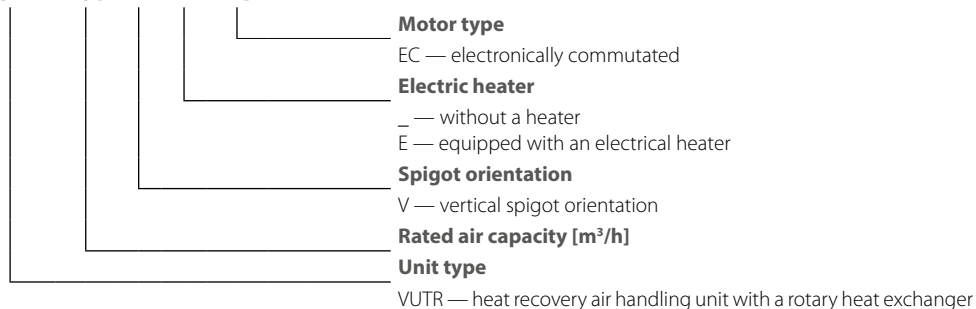 Motor type
EC — electronically commutated
Electric heater
_ — without a heater
E — equipped with an electrical heater
Spigot orientation
V — vertical spigot orientation
Rated air capacity [m³/h]
Unit type
VUTR — heat recovery air handling unit with a rotary heat exchanger